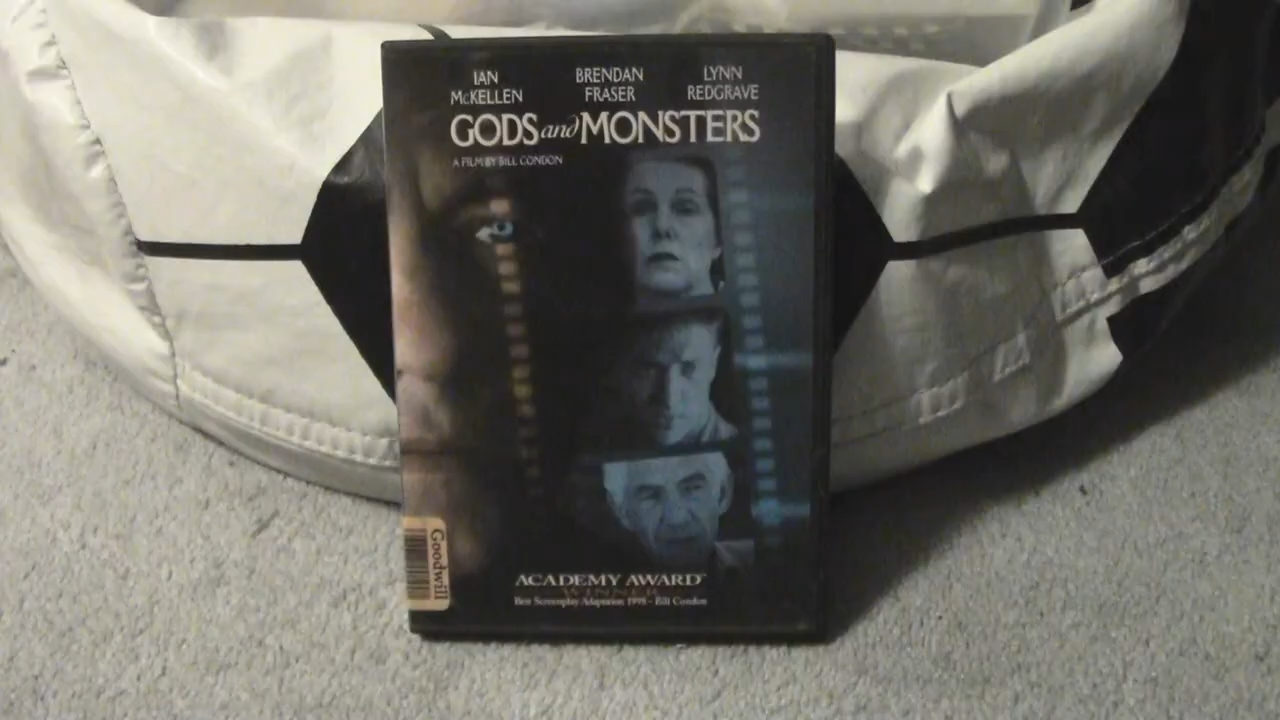 IAN BRENDAN LYNN
McKELLEN FRASER REDGRAVE
GODS and MONSTERS
A FILM BY BILL CONDON
Goodwill
ACADEMY AWARD
WINNER
Best Screenplay Adaptation 1998 - Bill Condon